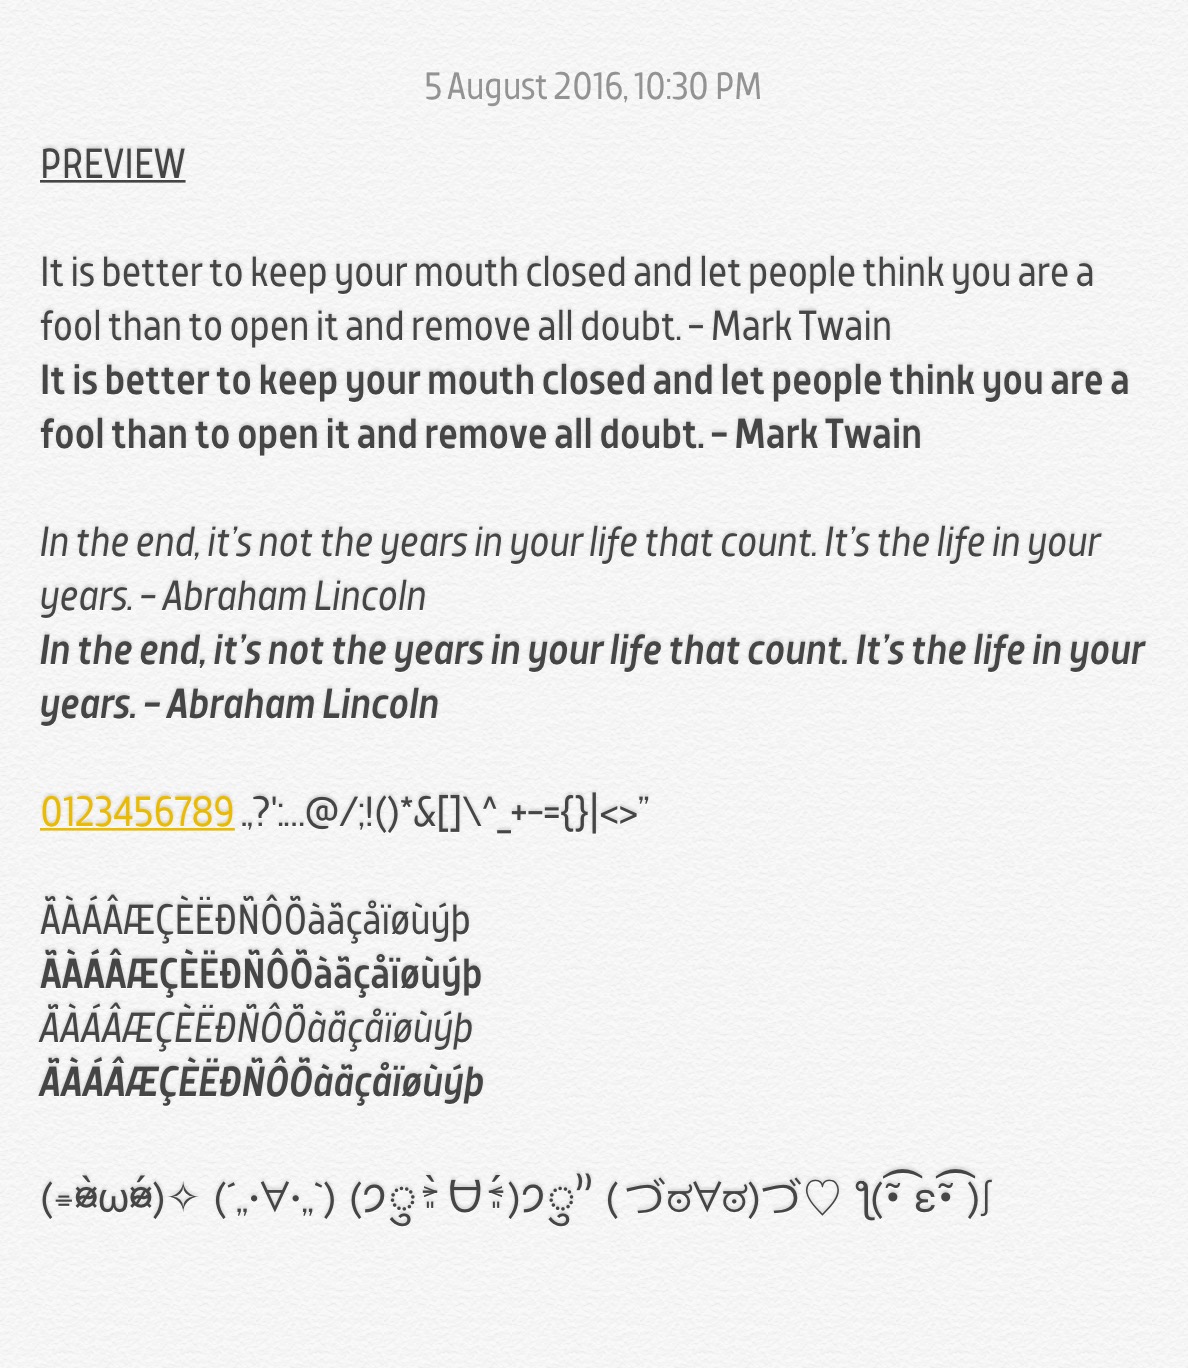 5 August 2016, 10:30 PM
PREVIEW
It is better to keep your mouth closed and let people think you are a
fool than to open it and remove all doubt. – Mark Twain
It is better to keep your mouth closed and let people think you are a
fool than to open it and remove all doubt. – Mark Twain
In the end, it’s not the years in your life that count. It’s the life in your
years. – Abraham Lincoln
In the end, it’s not the years in your life that count. It’s the life in your
years. – Abraham Lincoln
0123456789 .,?':…@/;!()*&[]\^_+-={}|<>”
ÃÀÁÂÆÇÈËÐÑÔÕàãçåïøùýþ
ÃÀÁÂÆÇÈËÐÑÔÕàãçåïøùýþ
ÃÀÁÂÆÇÈËÐÑÔÕàãçåïøùýþ
ÃÀÁÂÆÇÈËÐÑÔÕàãçåïøùýþ
(´„•∀•„`) ( づಠ∀ಠ)づ♡ ƪ(•̃͡ε•̃͡)∫